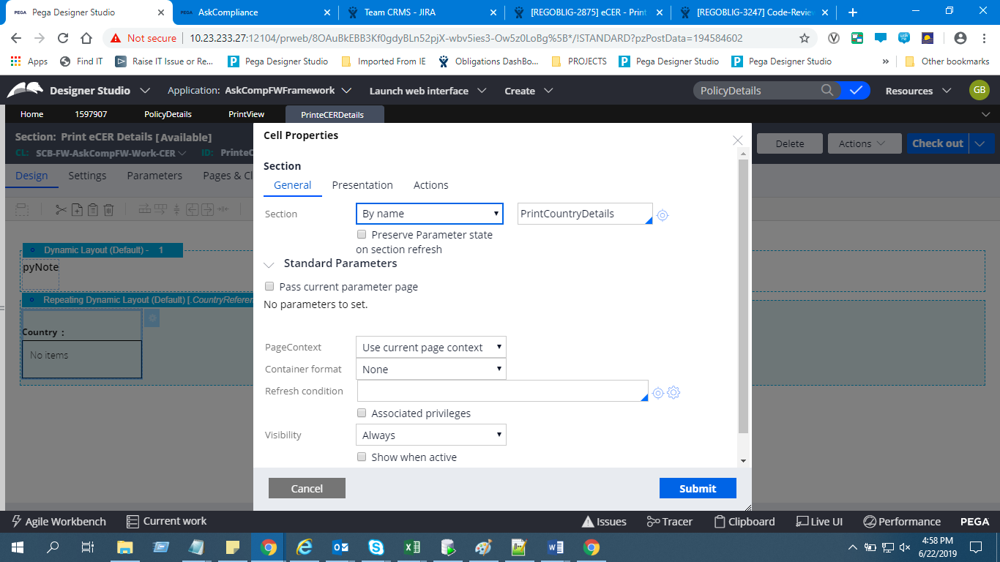 PEGA Pega Designer Studio
PEGA AskCompliance
Team CRMS - JIRA
[REGOBLIG-2875] eCER - Print
[REGOBLIG-3247] Code-Review
Not secure 10.23.233.27:12104/prweb/8OAuBkEBB3Kf0gdyBLn52pjX-wbv5ies3-Ow5z0LoBg%5B*/!STANDARD?pzPostData=194584602
Apps Find IT Raise IT Issue or Re... Pega Designer Studio Imported From IE Obligations DashBo... PROJECTS Pega Designer Studio Pega Designer Studio » Other bookmarks
Designer Studio Application: AskCompFWFramework Launch web interface Create PolicyDetails Resources GB
Home 1597907 PolicyDetails PrintView PrinteCERDetails
Section: Print eCER Details [Available]
CL: SCB-FW-AskCompFW-Work-CER ID: PrinteC
Delete Actions Check out
Design Settings Parameters Pages & Cl
Dynamic Layout (Default) - 1
pyNote
Repeating Dynamic Layout (Default) [.CountryReferen
Country :
No items
Cell Properties
Section
General Presentation Actions
Section By name PrintCountryDetails
Preserve Parameter state
on section refresh
Standard Parameters
Pass current parameter page
No parameters to set.
PageContext Use current page context
Container format None
Refresh condition
Associated privileges
Visibility Always
Show when active
Cancel Submit
Agile Workbench Current work Issues Tracer Clipboard Live UI Performance PEGA
4:58 PM
6/22/2019